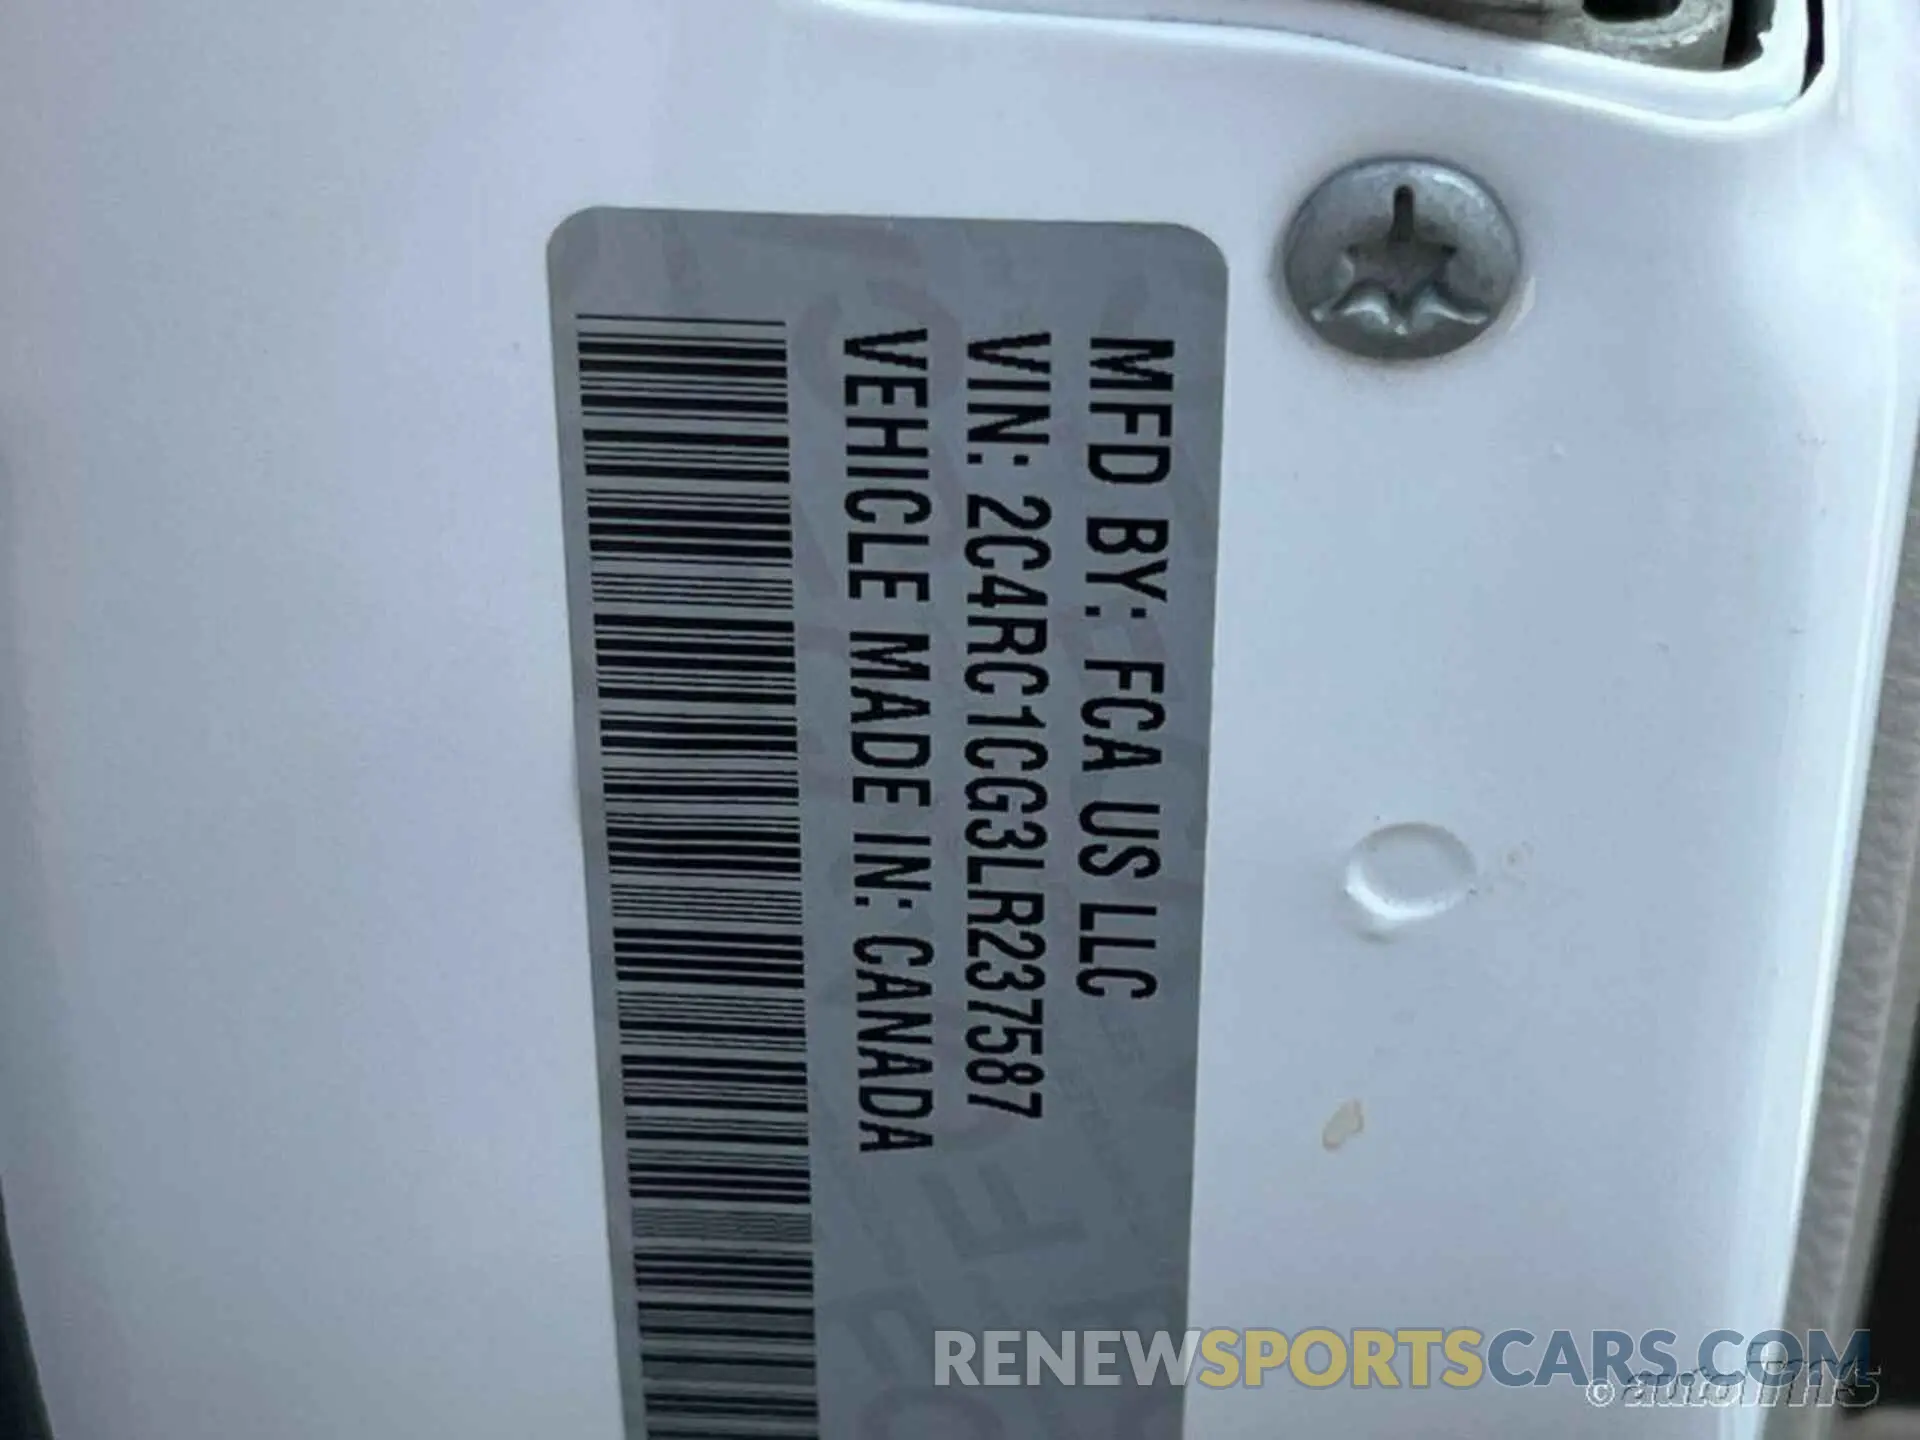 MFD BY: FCA US LLC
VIN: 2C4RC1CG3LR237587
VEHICLE MADE IN: CANADA
RENEWSPORTSCARS.COM